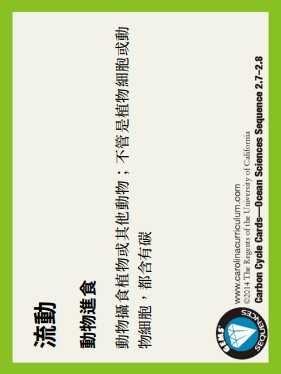 流動
動物進食
動物攝食植物或其他動物；不管是植物細胞或動
物細胞，都含有碳
www.carolinacurriculum.com
©2014 The Regents of the University of California
Carbon Cycle Cards—Ocean Sciences Sequence 2.7–2.8
SEQUENCES